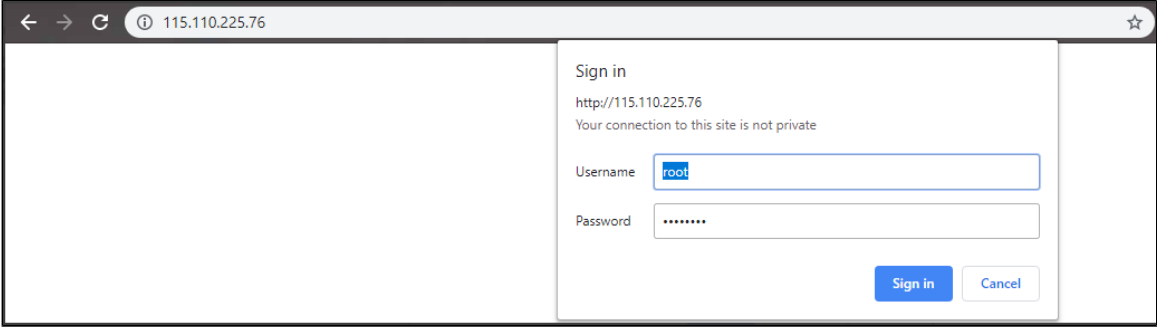 115.110.225.76
Sign in
http://115.110.225.76
Your connection to this site is not private
Username root
Password ••••••••
Sign in Cancel